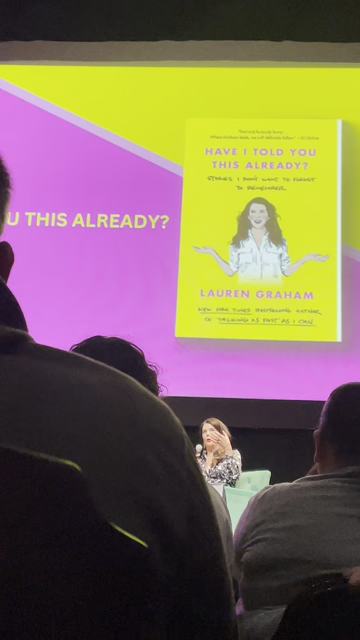 HAVE I TOLD YOU
THIS ALREADY?
STORIES I DON'T WANT TO FORGET
TO REMEMBER
U THIS ALREADY?
LAUREN GRAHAM
NEW YORK TIMES BESTSELLING AUTHOR
OF TALKING AS FAST AS I CAN